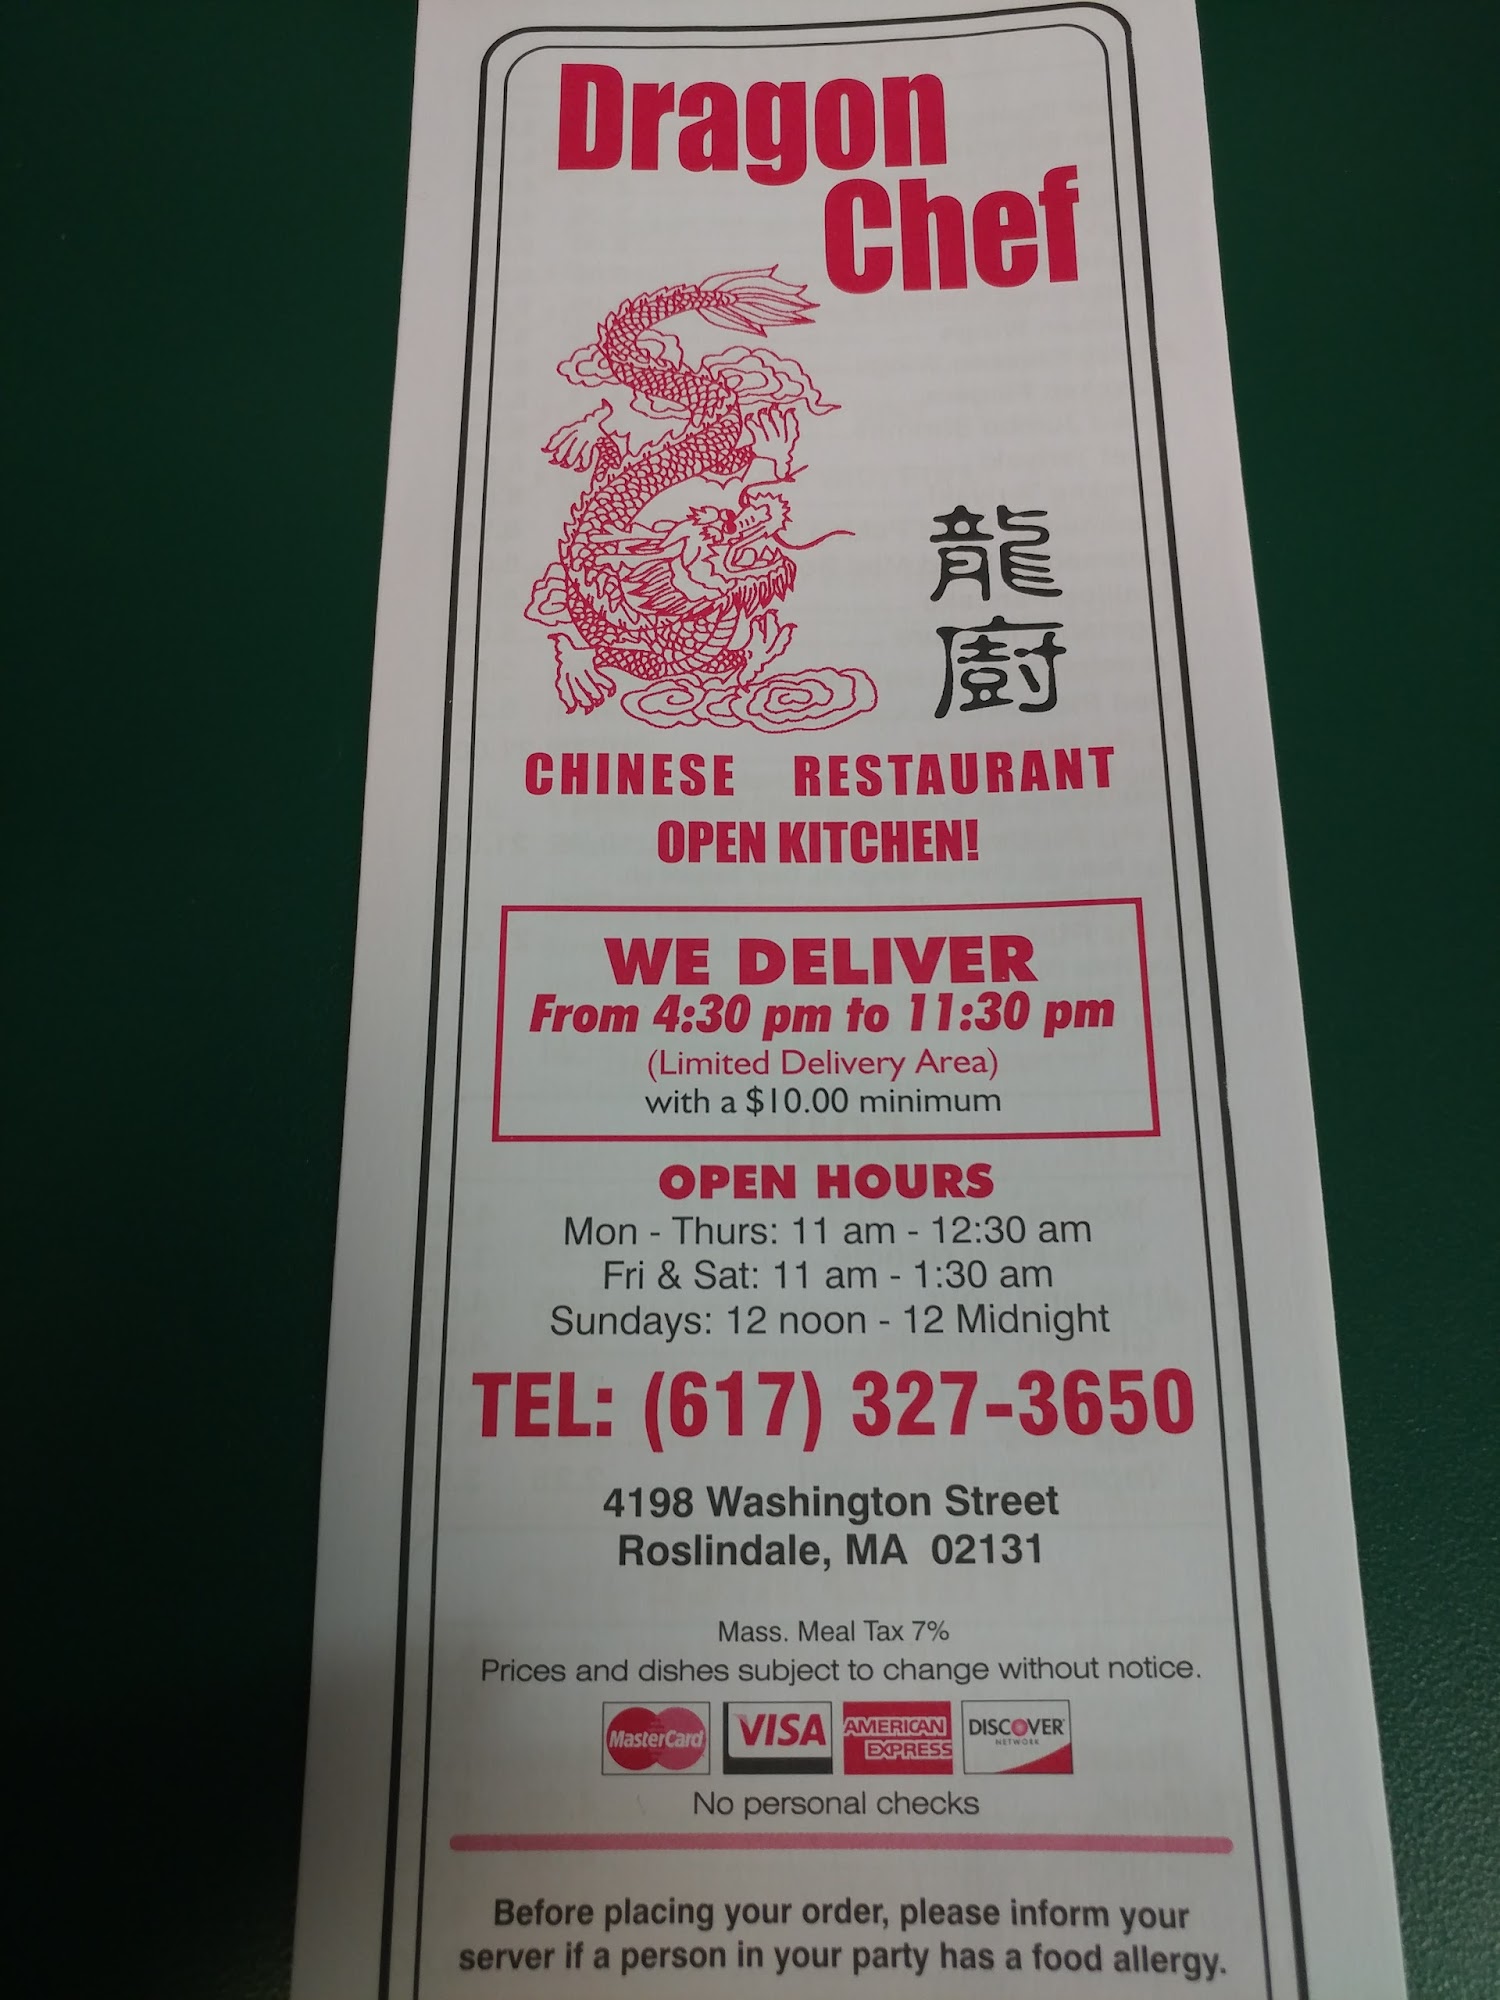 Dragon
Chef
龍
廚
CHINESE RESTAURANT
OPEN KITCHEN!
WE DELIVER
From 4:30 pm to 11:30 pm
(Limited Delivery Area)
with a $10.00 minimum
OPEN HOURS
Mon - Thurs: 11 am - 12:30 am
Fri & Sat: 11 am - 1:30 am
Sundays: 12 noon - 12 Midnight
TEL: (617) 327-3650
4198 Washington Street
Roslindale, MA 02131
Mass. Meal Tax 7%
Prices and dishes subject to change without notice.
MasterCard VISA AMERICAN EXPRESS DISCOVER NETWORK
No personal checks
Before placing your order, please inform your
server if a person in your party has a food allergy.